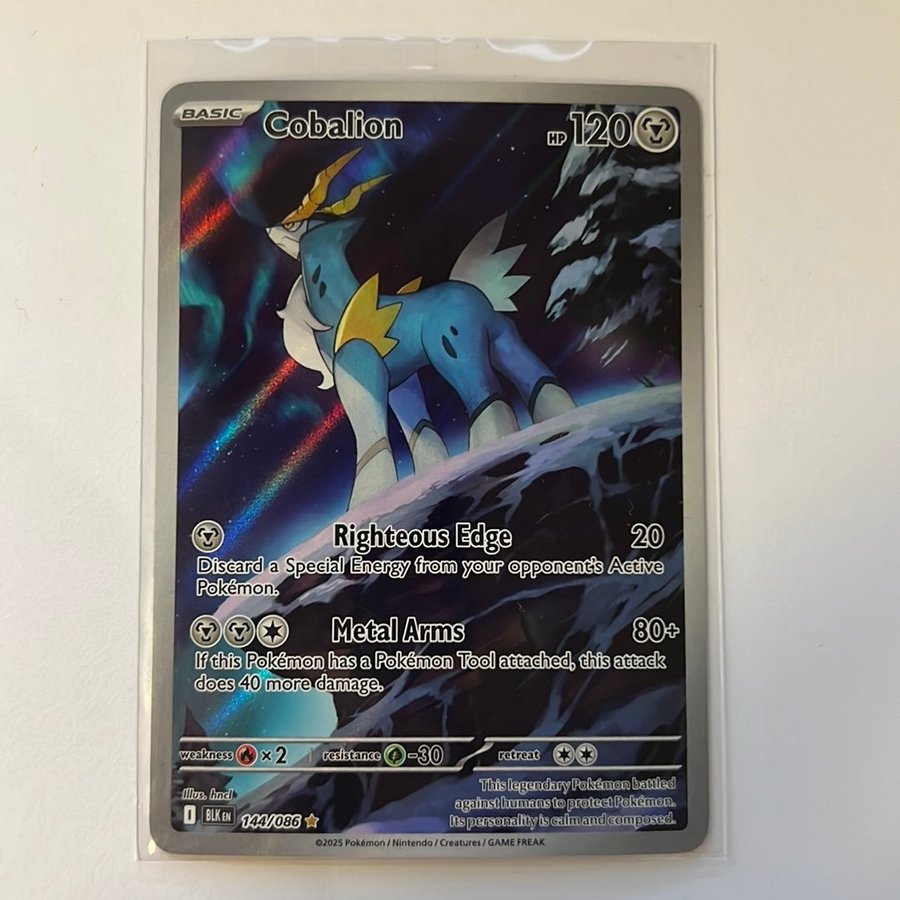 BASIC Cobalion HP 120
Righteous Edge 20
Discard a Special Energy from your opponent's Active
Pokémon.
Metal Arms 80+
If this Pokémon has a Pokémon Tool attached, this attack
does 40 more damage.
weakness ×2 resistance -30 retreat
This legendary Pokémon battled
against humans to protect Pokémon.
Its personality is calm and composed.
Illus. hncl
I BLK EN 144/086
©2025 Pokémon / Nintendo / Creatures / GAME FREAK